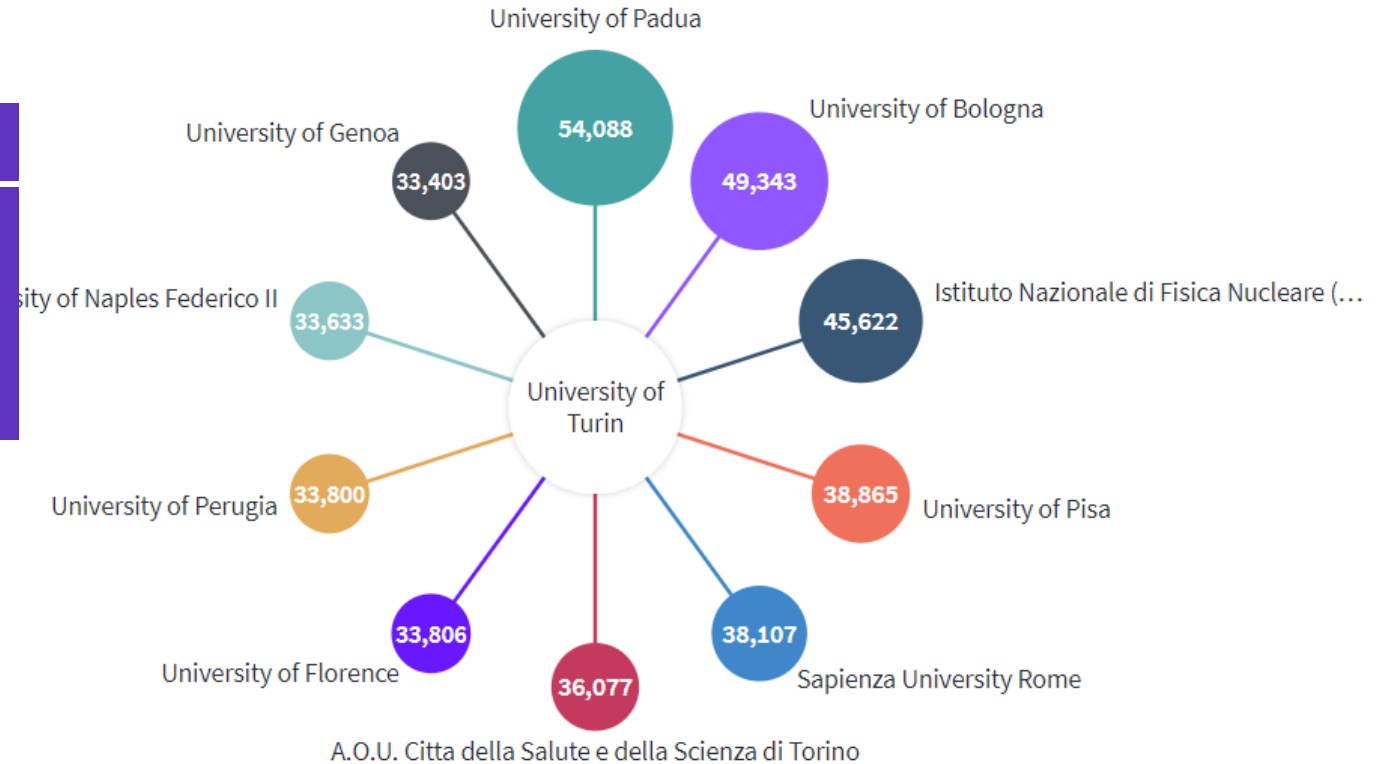 University of Padua
54,088
University of Bologna
49,343
Istituto Nazionale di Fisica Nucleare (…
45,622
University of Pisa
38,865
Sapienza University Rome
38,107
A.O.U. Citta della Salute e della Scienza di Torino
36,077
University of Florence
33,806
University of Perugia
33,800
sity of Naples Federico II
33,633
University of Genoa
33,403
University of
Turin